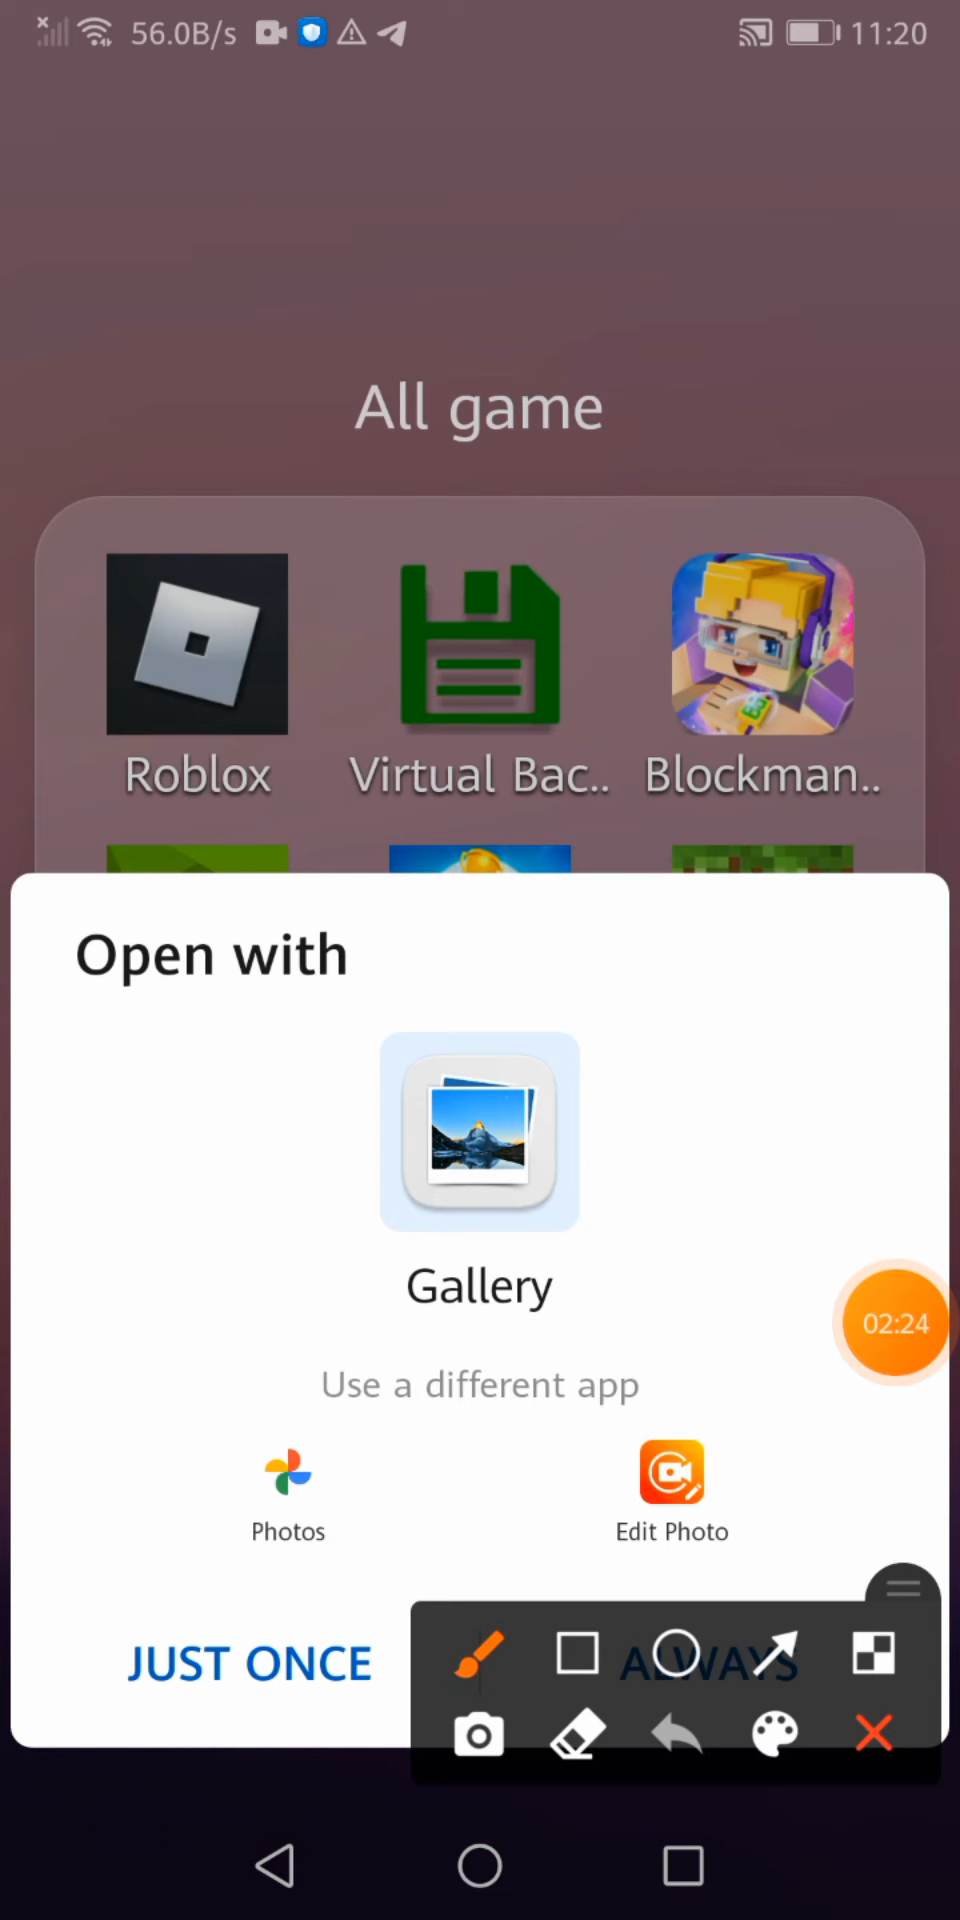 56.0B/s 11:20
All game
Roblox Virtual Bac.. Blockman..
Open with
Gallery
02:24
Use a different app
Photos Edit Photo
JUST ONCE ALWAYS